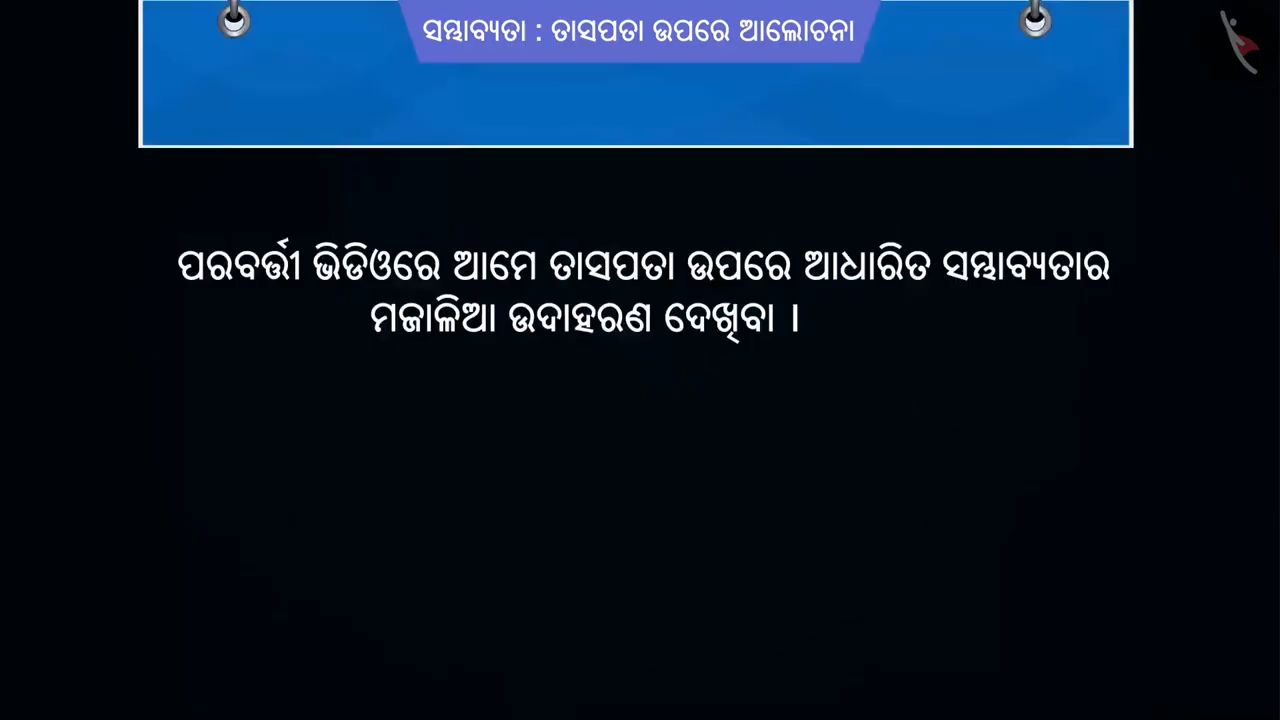 ସମ୍ଭାବ୍ୟତା : ତାସପତା ଉପରେ ଆଲୋଚନା
ପରବର୍ତ୍ତୀ ଭିଡିଓରେ ଆମେ ତାସପତା ଉପରେ ଆଧାରିତ ସମ୍ଭାବ୍ୟତାର
ମଜାଳିଆ ଉଦାହରଣ ଦେଖିବା ।